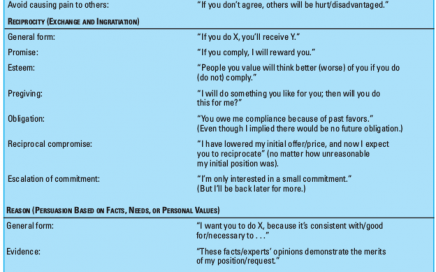 Avoid causing pain to others: "If you don't agree, others will be hurt/disadvantaged."
RECIPROCITY (EXCHANGE AND INGRATIATION)
General form: "If you do X, you'll receive Y."
Promise: "If you comply, I will reward you."
Esteem: "People you value will think better (worse) of you if you do
(do not) comply."
Pregiving: "I will do something you like for you; then will you do
this for me?"
Obligation: "You owe me compliance because of past favors."
(Even though I implied there would be no future obligation.)
Reciprocal compromise: "I have lowered my initial offer/price, and now I expect
you to reciprocate" (no matter how unreasonable
my initial position was).
Escalation of commitment: "I'm only interested in a small commitment."
(But I'll be back later for more.)
REASON (PERSUASION BASED ON FACTS, NEEDS, OR PERSONAL VALUES)
General form: "I want you to do X, because it's consistent with/good
for/necessary to . . ."
Evidence: "These facts/experts' opinions demonstrate the merits
of my position/request."